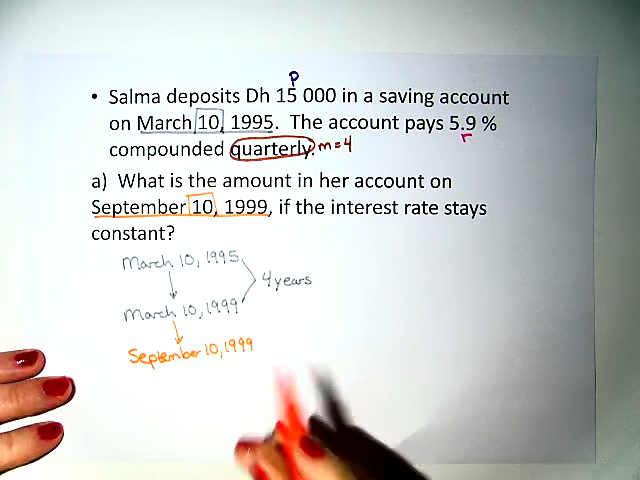 P
• Salma deposits Dh 15 000 in a saving account
on March 10, 1995. The account pays 5.9 %
r
compounded quarterly. m=4
a) What is the amount in her account on
September 10, 1999, if the interest rate stays
constant?
March 10, 1995
4 years
March 10, 1999
September 10, 1999